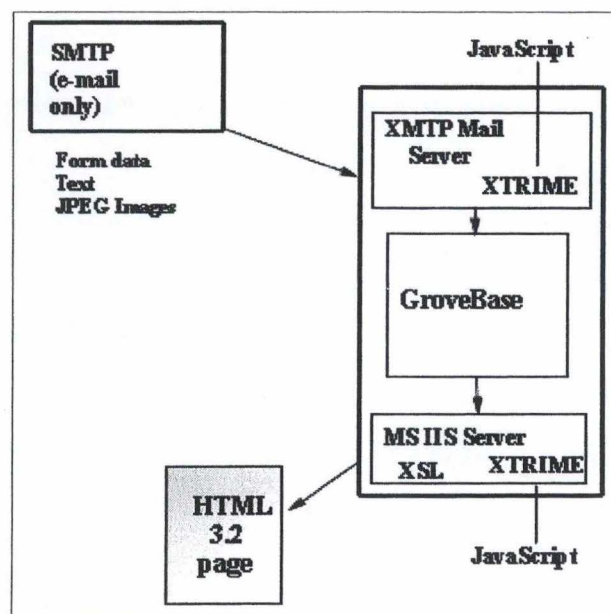 SMTP
(e-mail
only)
Form data
Text
JPEG Images
JavaScript
XMTP Mail
Server
XTRIME
GroveBase
MS IIS Server
XSL XTRIME
JavaScript
HTML
3.2
page